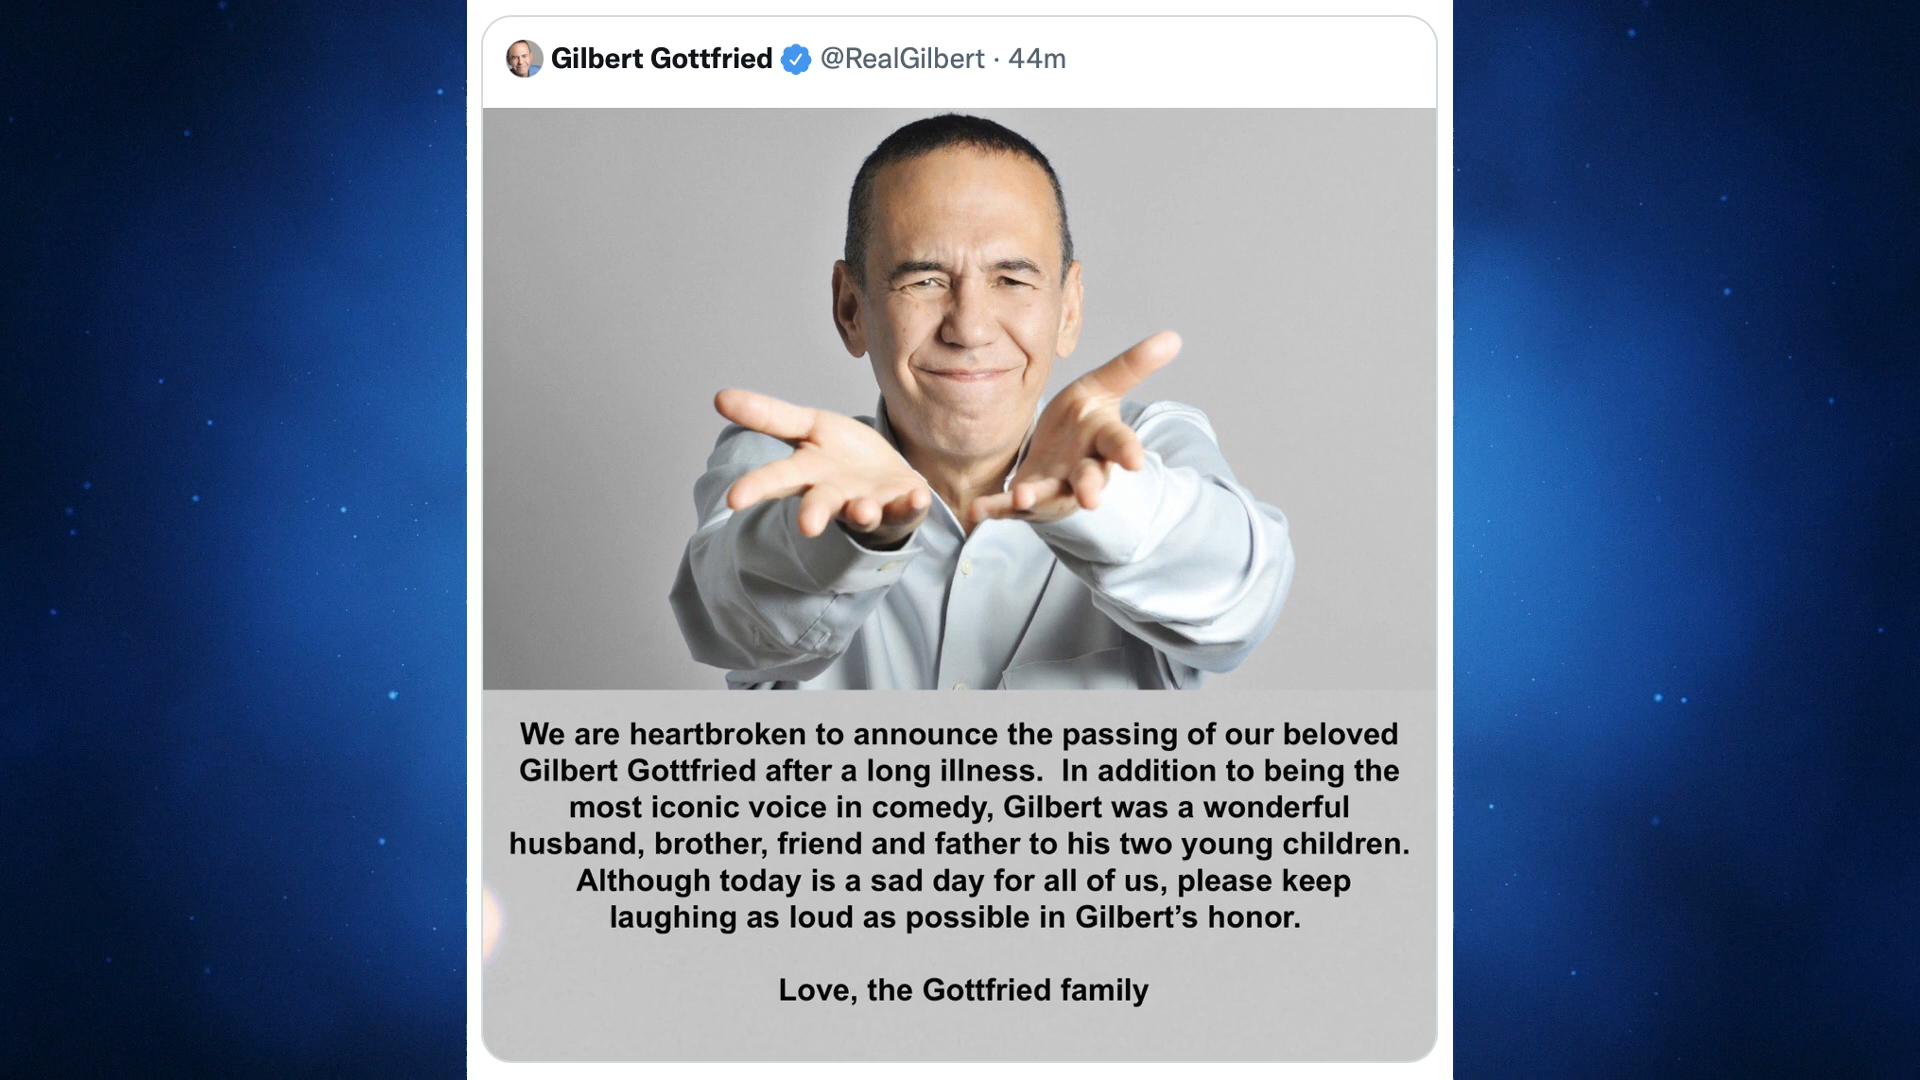 Gilbert Gottfried @RealGilbert · 44m
We are heartbroken to announce the passing of our beloved
Gilbert Gottfried after a long illness.  In addition to being the
most iconic voice in comedy, Gilbert was a wonderful
husband, brother, friend and father to his two young children.
Although today is a sad day for all of us, please keep
laughing as loud as possible in Gilbert’s honor.
Love, the Gottfried family